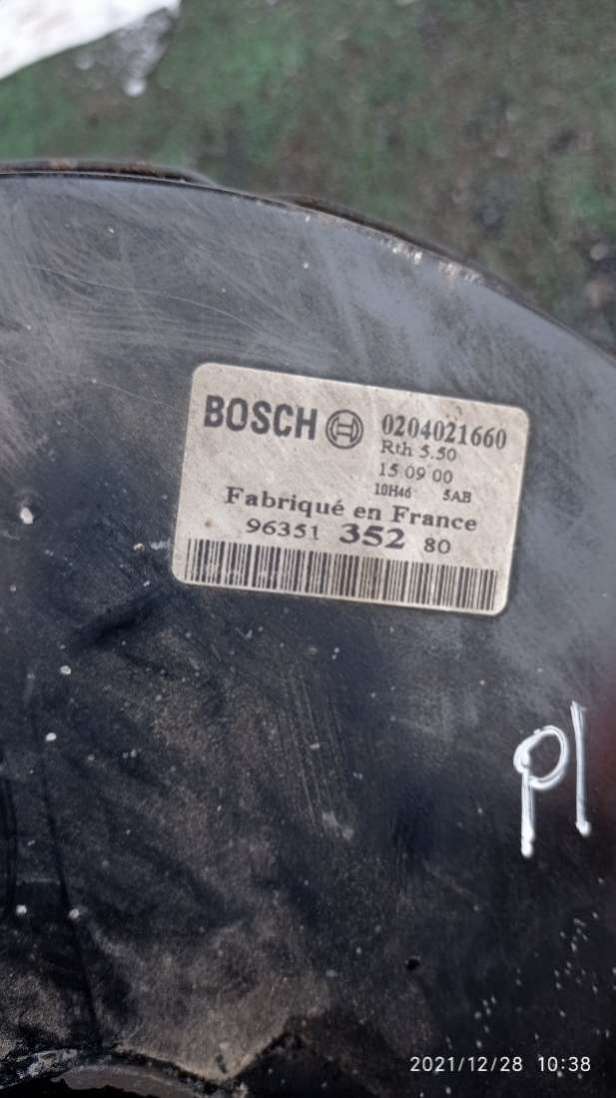 BOSCH 0204021660
Rth 5.50
15 09 00
10H46 5AB
Fabriqué en France
96351 352 80
P1
2021/12/28 10:38